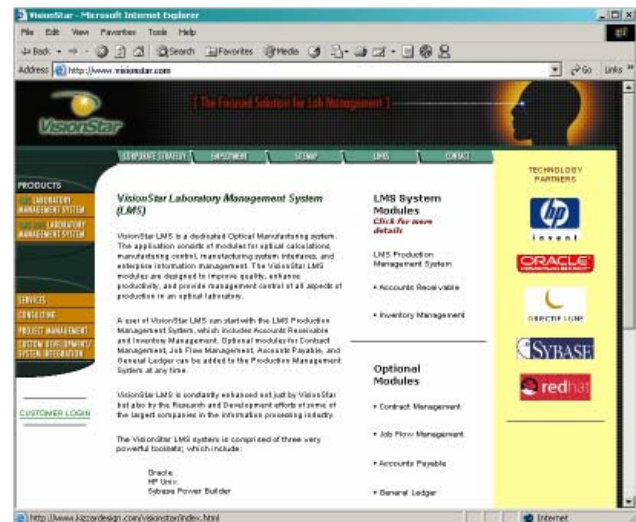 VisionStar - Microsoft Internet Explorer
File Edit View Favorites Tools Help
Back Search Favorites Media
Address http://www.visionstar.com Go Links »
VisionStar
[ The Focused Solution for Lab Management ]
CORPORATE STRATEGY EMPLOYMENT SITEMAP LINKS CONTACT
PRODUCTS
LABORATORY
MANAGEMENT SYSTEM
LABORATORY
MANAGEMENT SYSTEM
SERVICES
CONSULTING
PROJECT MANAGEMENT
CUSTOM DEVELOPMENT/
SYSTEM INTEGRATION
CUSTOMER LOGIN
VisionStar Laboratory Management System
(LMS)
VisionStar LMS is a dedicated Optical Manufacturing system.
The application consists of modules for optical calculations,
manufacturing control, manufacturing system interfaces, and
enterprise information management. The VisionStar LMS
modules are designed to improve quality, enhance
productivity, and provide management control of all aspects of
production in an optical laboratory.
A user of VisionStar LMS can start with the LMS Production
Management System, which includes Accounts Receivable
and Inventory Management. Optional modules for Contract
Management, Job Flow Management, Accounts Payable, and
General Ledger can be added to the Production Management
System at any time.
VisionStar LMS is constantly enhanced not just by VisionStar
but also by the Research and Development efforts of some of
the largest companies in the information processing industry.
The VisionStar LMS system is comprised of three very
powerful toolsets; which include:
Oracle
HP Unix
Sybase Power Builder
LMS System
Modules
Click for more
details
LMS Production
Management System
• Accounts Receivable
• Inventory Management
Optional
Modules
• Contract Management
• Job Flow Management
• Accounts Payable
• General Ledger
TECHNOLOGY
PARTNERS
hp
invent
ORACLE
OBJECTIF LUNE
SYBASE
redhat
http://www.kizzardesign.com/visionstar/index.html Internet